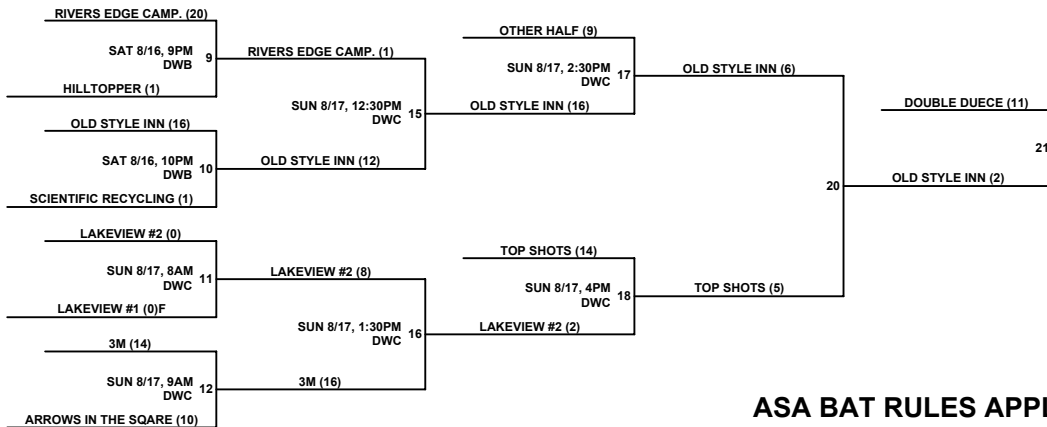 RIVERS EDGE CAMP. (20)
SAT 8/16, 9PM
DWB
9
HILLTOPPER (1)
RIVERS EDGE CAMP. (1)
OLD STYLE INN (16)
SAT 8/16, 10PM
DWB
10
SCIENTIFIC RECYCLING (1)
SUN 8/17, 12:30PM
DWC
15
OLD STYLE INN (12)
LAKEVIEW #2 (0)
SUN 8/17, 8AM
DWC
11
LAKEVIEW #1 (0)F
LAKEVIEW #2 (8)
3M (14)
SUN 8/17, 9AM
DWC
12
ARROWS IN THE SQARE (10)
SUN 8/17, 1:30PM
DWC
16
3M (16)
OTHER HALF (9)
SUN 8/17, 2:30PM
DWC
17
OLD STYLE INN (16)
OLD STYLE INN (6)
TOP SHOTS (14)
SUN 8/17, 4PM
DWC
18
LAKEVIEW #2 (2)
TOP SHOTS (5)
20
DOUBLE DUECE (11)
21
OLD STYLE INN (2)
ASA BAT RULES APPL